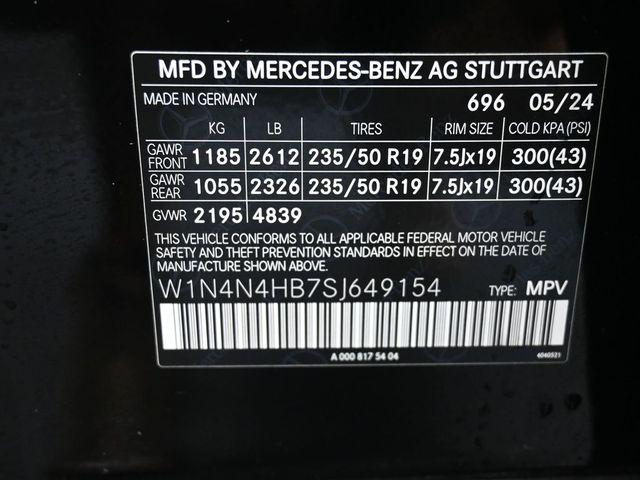 MFD BY MERCEDES-BENZ AG STUTTGART
MADE IN GERMANY 696 05/24
KG LB TIRES RIM SIZE COLD KPA (PSI)
GAWR FRONT 1185 2612 235/50 R19 7.5Jx19 300(43)
GAWR REAR 1055 2326 235/50 R19 7.5Jx19 300(43)
GVWR 2195 4839
THIS VEHICLE CONFORMS TO ALL APPLICABLE FEDERAL MOTOR VEHICLE
SAFETY AND THEFT PREVENTION STANDARDS IN EFFECT ON THE DATE OF
MANUFACTURE SHOWN ABOVE.
W1N4N4HB7SJ649154 TYPE: MPV
A 000 817 54 04 4040521